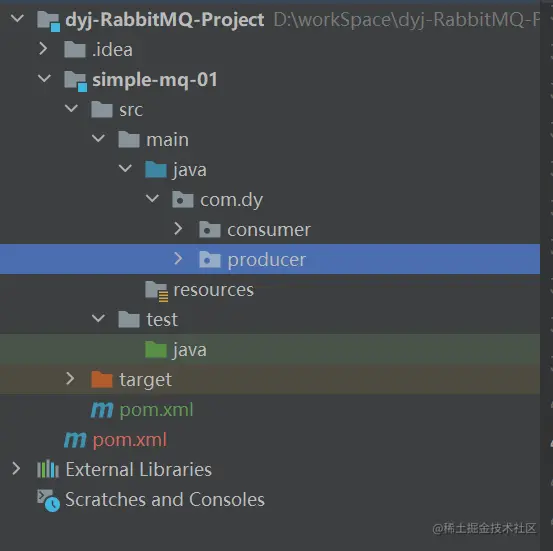 dyj-RabbitMQ-Project D:\workSpace\dyj-RabbitMQ-P
.idea
simple-mq-01
src
main
java
com.dy
consumer
producer
resources
test
java
target
pom.xml
pom.xml
External Libraries
Scratches and Consoles
@稀土掘金技术社区